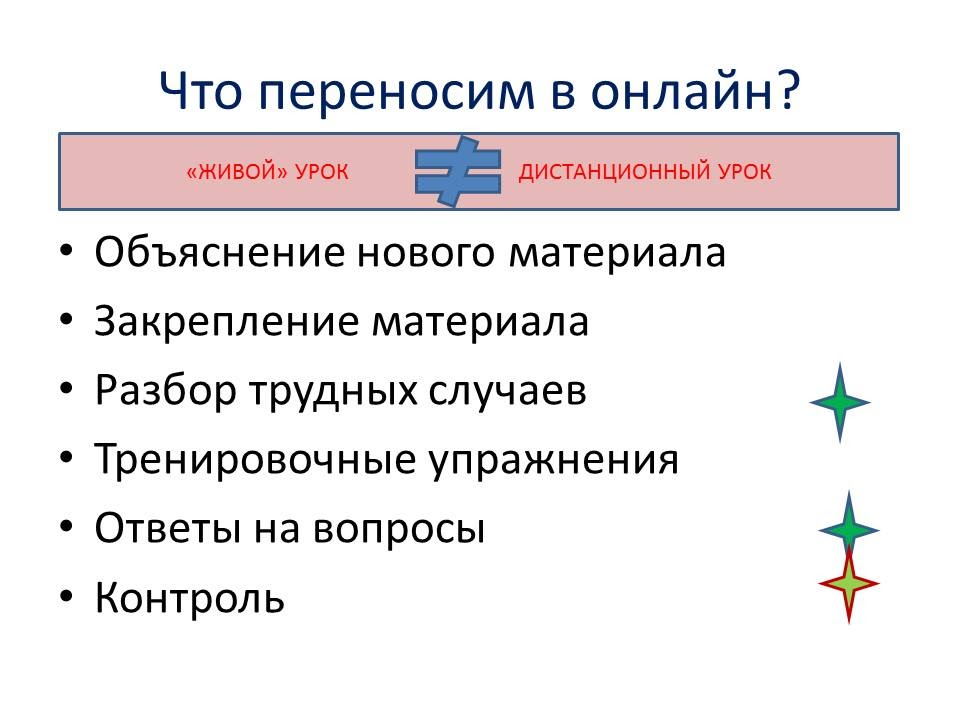 Что переносим в онлайн?
«ЖИВОЙ» УРОК ≠ ДИСТАНЦИОННЫЙ УРОК
• Объяснение нового материала
• Закрепление материала
• Разбор трудных случаев
• Тренировочные упражнения
• Ответы на вопросы
• Контроль